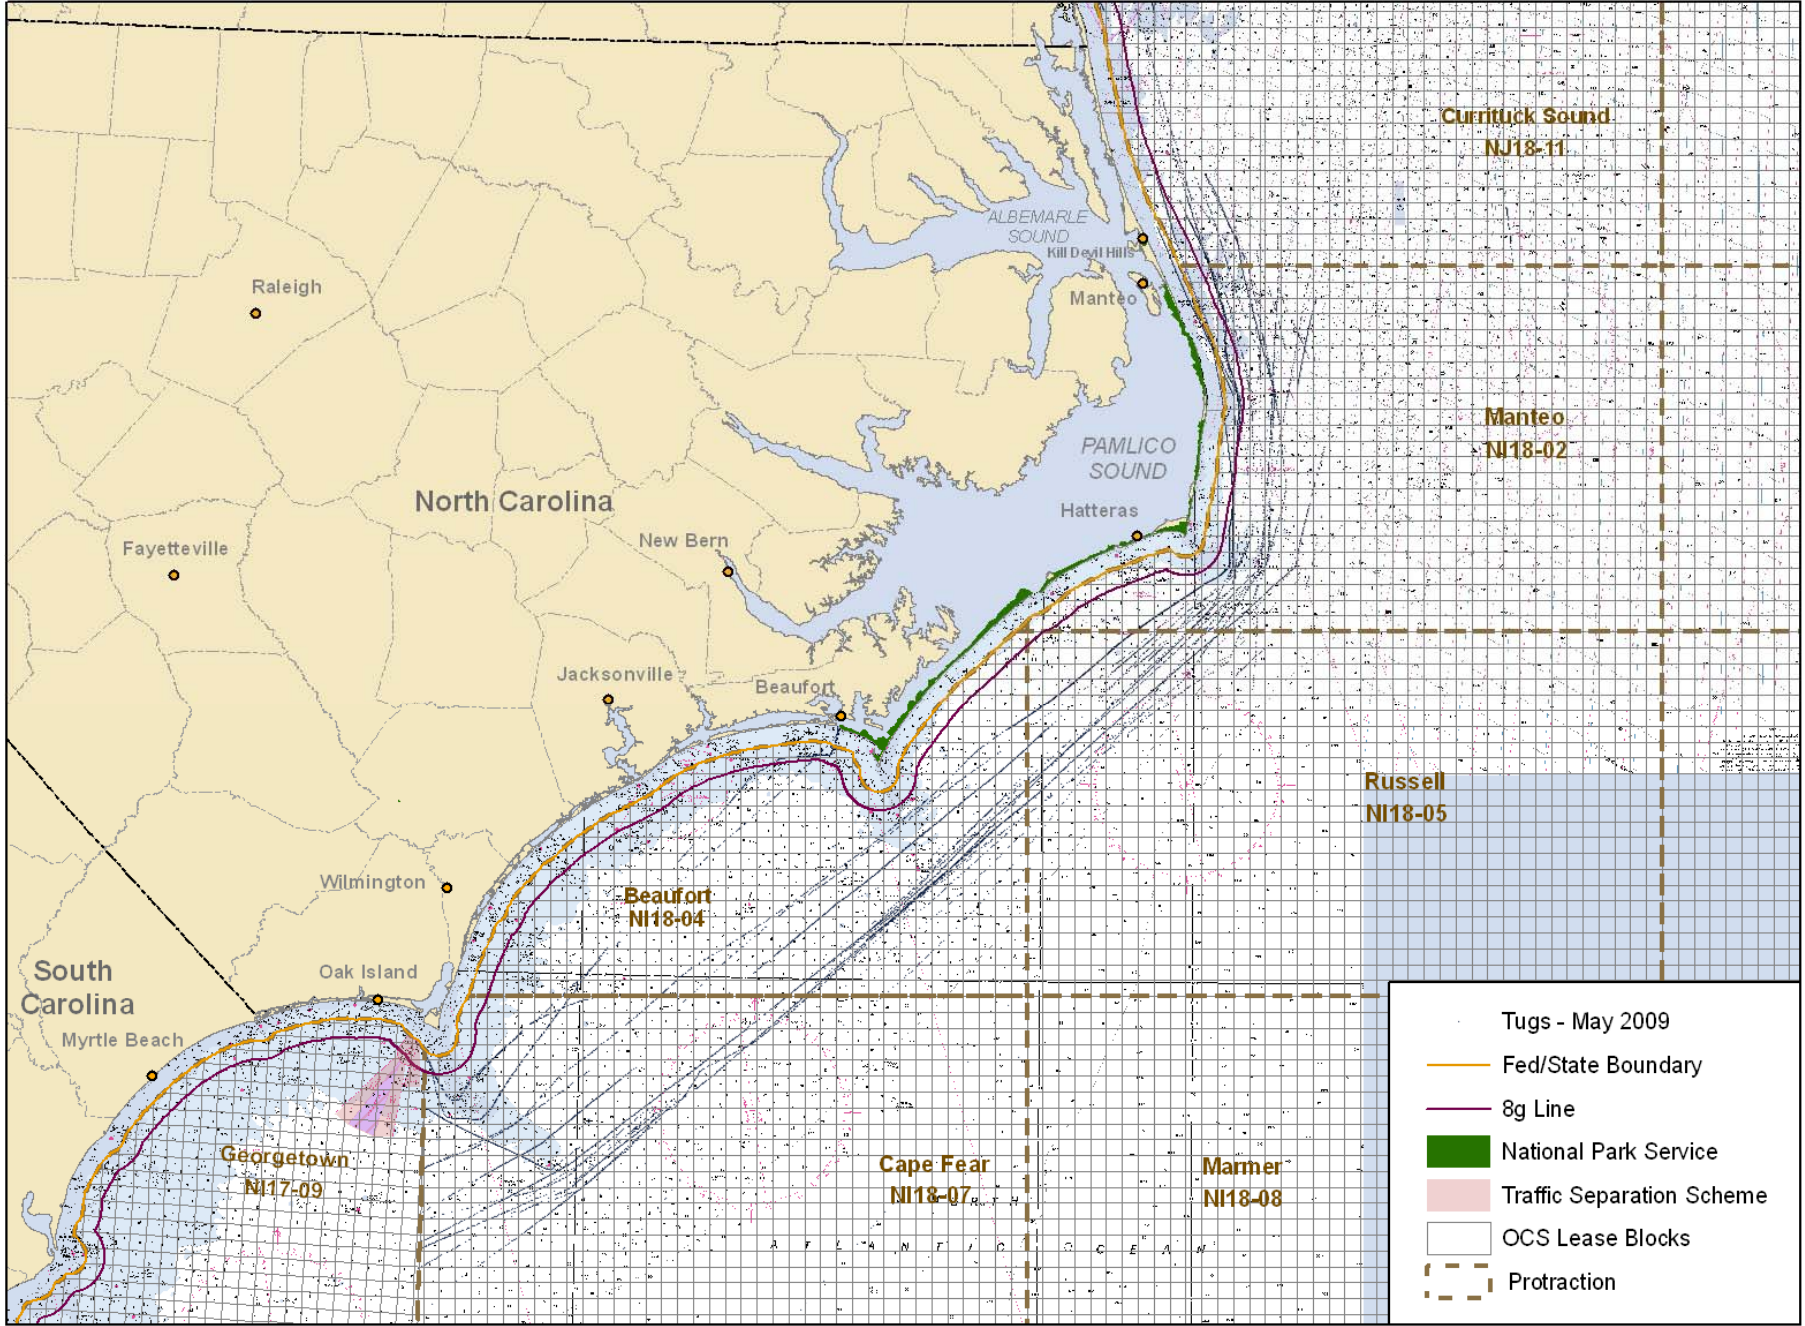 Currituck Sound
NJ18-11
ALBEMARLE
SOUND
Kill Devil Hills
Raleigh
Manteo
Manteo
NI18-02
PAMLICO
SOUND
North Carolina
Hatteras
Fayetteville
New Bern
Jacksonville
Beaufort
Russell
NI18-05
Wilmington
Beaufort
NI18-04
South
Carolina
Oak Island
Myrtle Beach
Georgetown
NI17-09
Cape Fear
NI18-07
Marmer
NI18-08
ATLANTIC OCEAN
Tugs - May 2009
Fed/State Boundary
8g Line
National Park Service
Traffic Separation Scheme
OCS Lease Blocks
Protraction